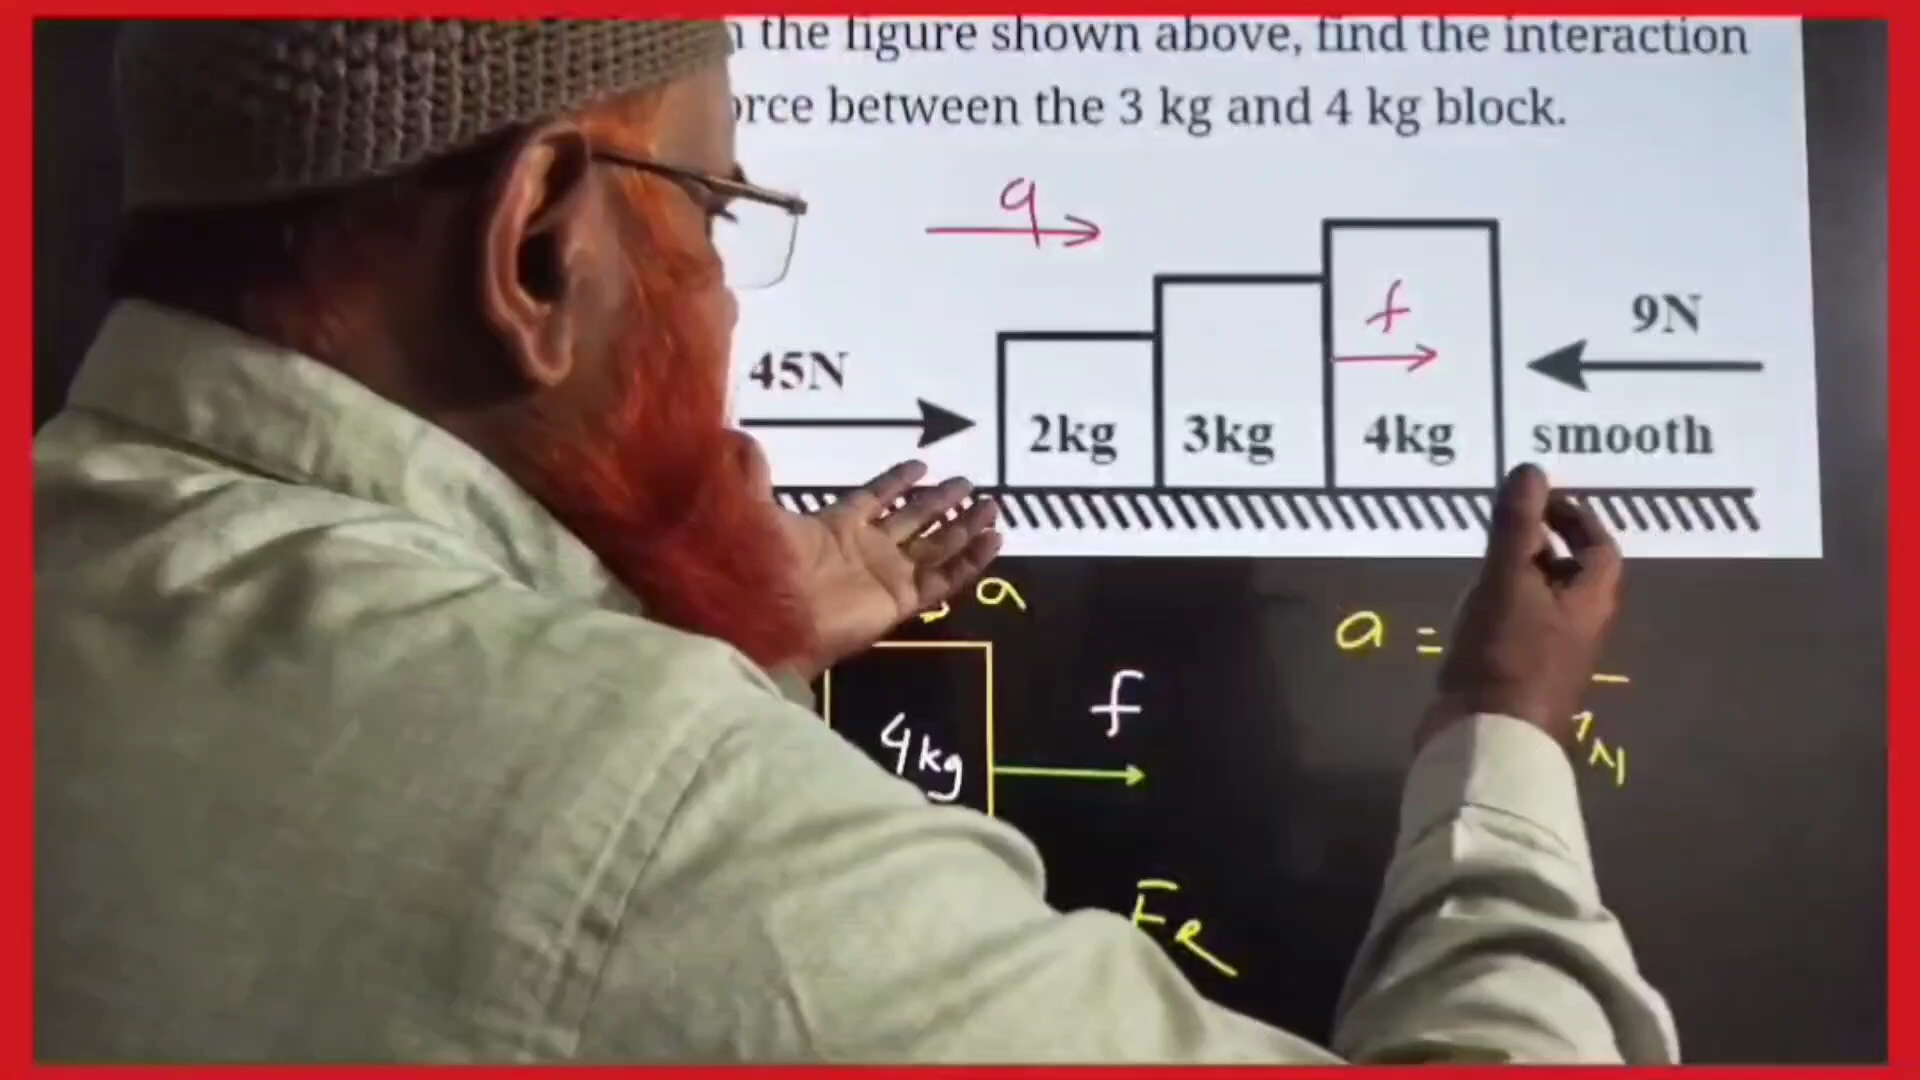 the figure shown above, find the interaction
between the 3 kg and 4 kg block.
a
f
9N
45N
2kg
3kg
4kg
smooth
a
a =
f
4kg
FR